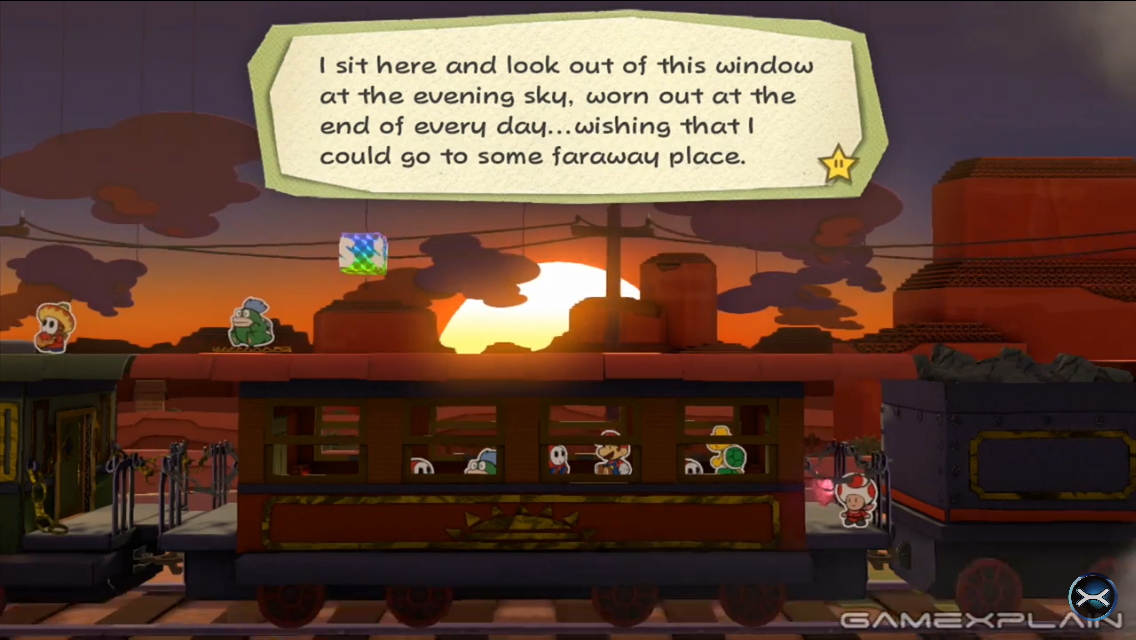 I sit here and look out of this window
at the evening sky, worn out at the
end of every day...wishing that I
could go to some faraway place.
GAMEXPLAIN